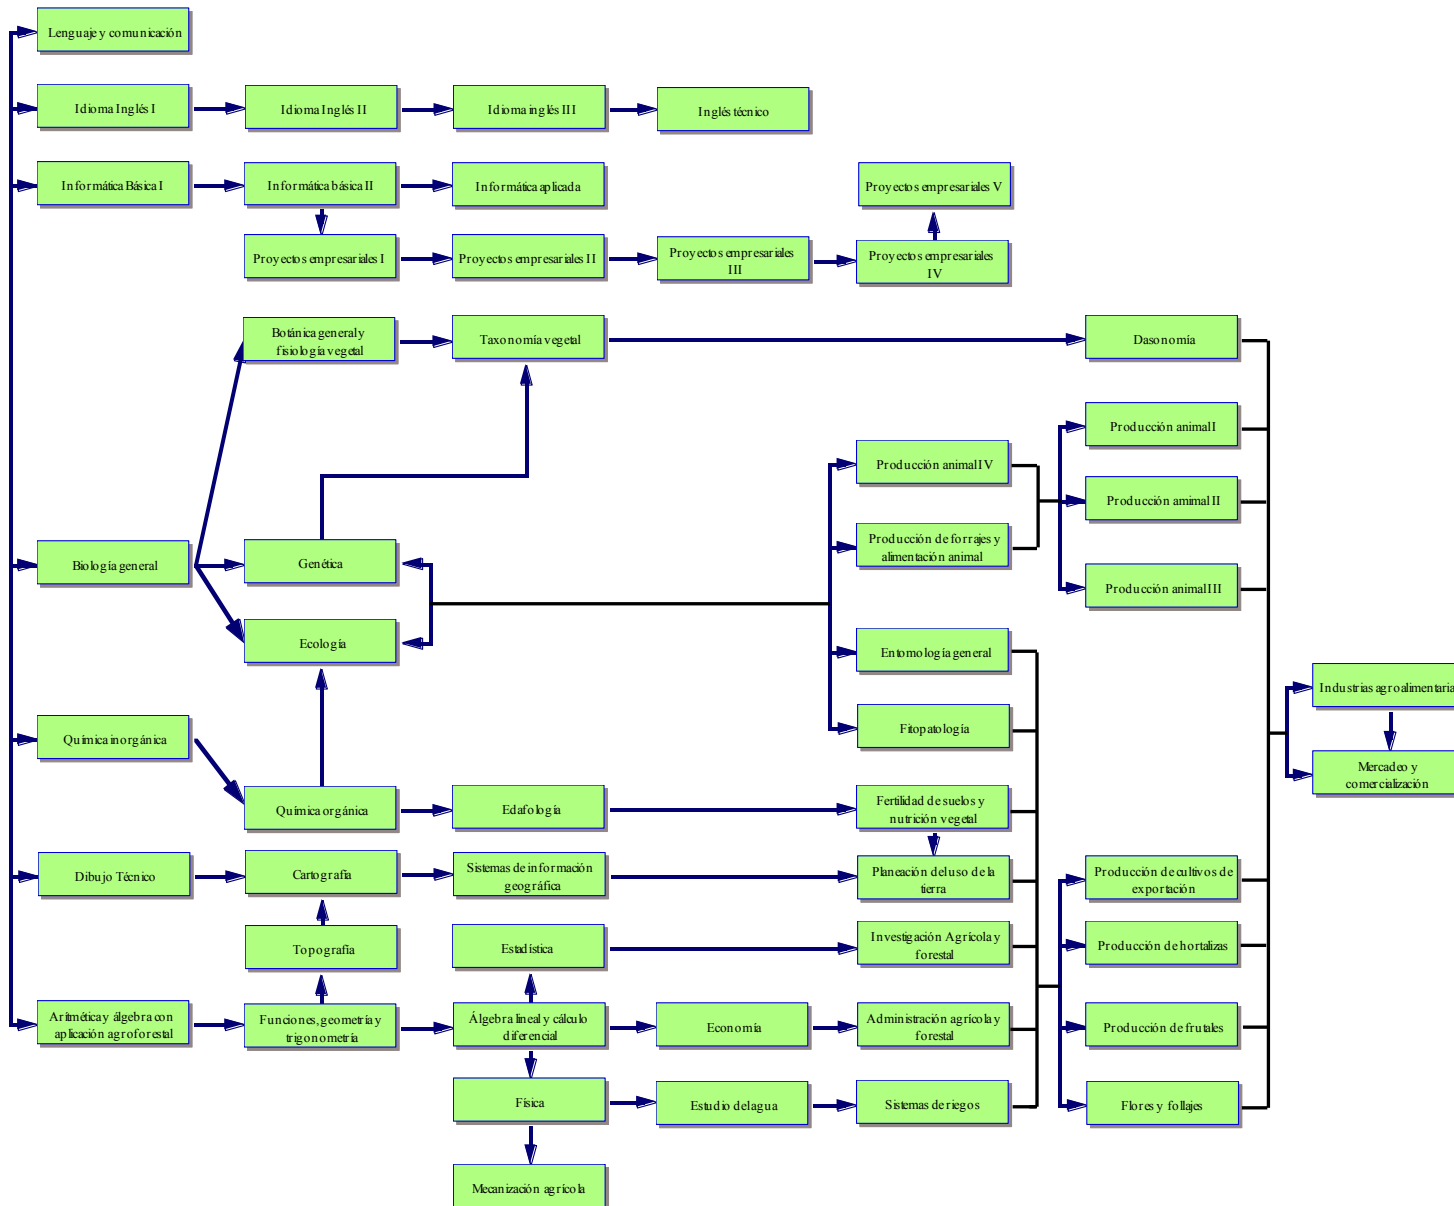 Lenguaje y comunicación
Idioma Inglés I
Idioma Inglés II
Idioma inglés III
Inglés técnico
Informática Básica I
Informática básica II
Informática aplicada
Proyectos empresariales V
Proyectos empresariales I
Proyectos empresariales II
Proyectos empresariales
III
Proyectos empresariales
IV
Botánica general y
fisiología vegetal
Taxonomía vegetal
Dasonomía
Producción animal I
Producción animal IV
Producción amimal II
Producción de forrajes y
alimentación animal
Biología general
Genética
Producción animal III
Ecología
Entomología general
Industrias agroalimentaria
Química inorgánica
Fitopatología
Mercadeo y
comercialización
Química orgánica
Edafología
Fertilidad de suelos y
nutrición vegetal
Dibujo Técnico
Cartografía
Sistemas de información
geográfica
Planeación del uso de la
tierra
Producción de cultivos de
exportación
Topografía
Estadística
Investigación Agrícola y
forestal
Producción de hortalizas
Aritmética y álgebra con
aplicación agroforestal
Funciones, geometría y
trigonometría
Álgebra lineal y cálculo
diferencial
Economía
Administración agrícola y
forestal
Producción de frutales
Física
Estudio del agua
Sistemas de riegos
Flores y follajes
Mecanización agrícola